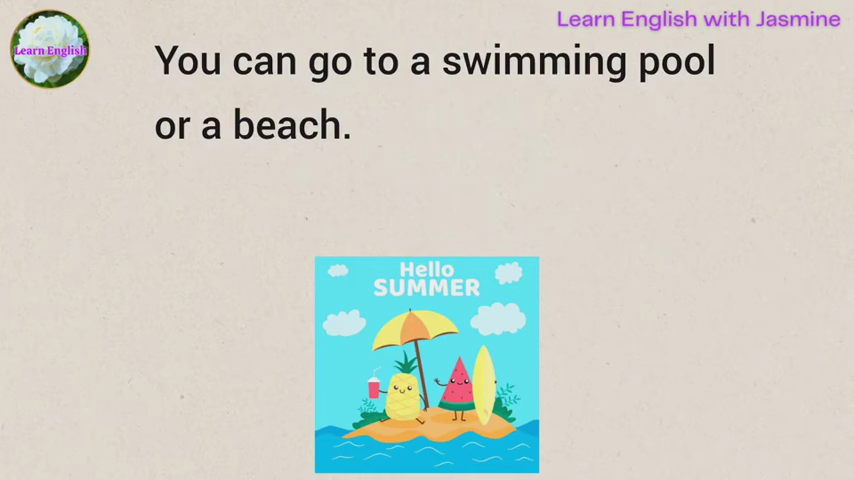 Learn English with Jasmine
Learn English
You can go to a swimming pool
or a beach.
Hello
SUMMER